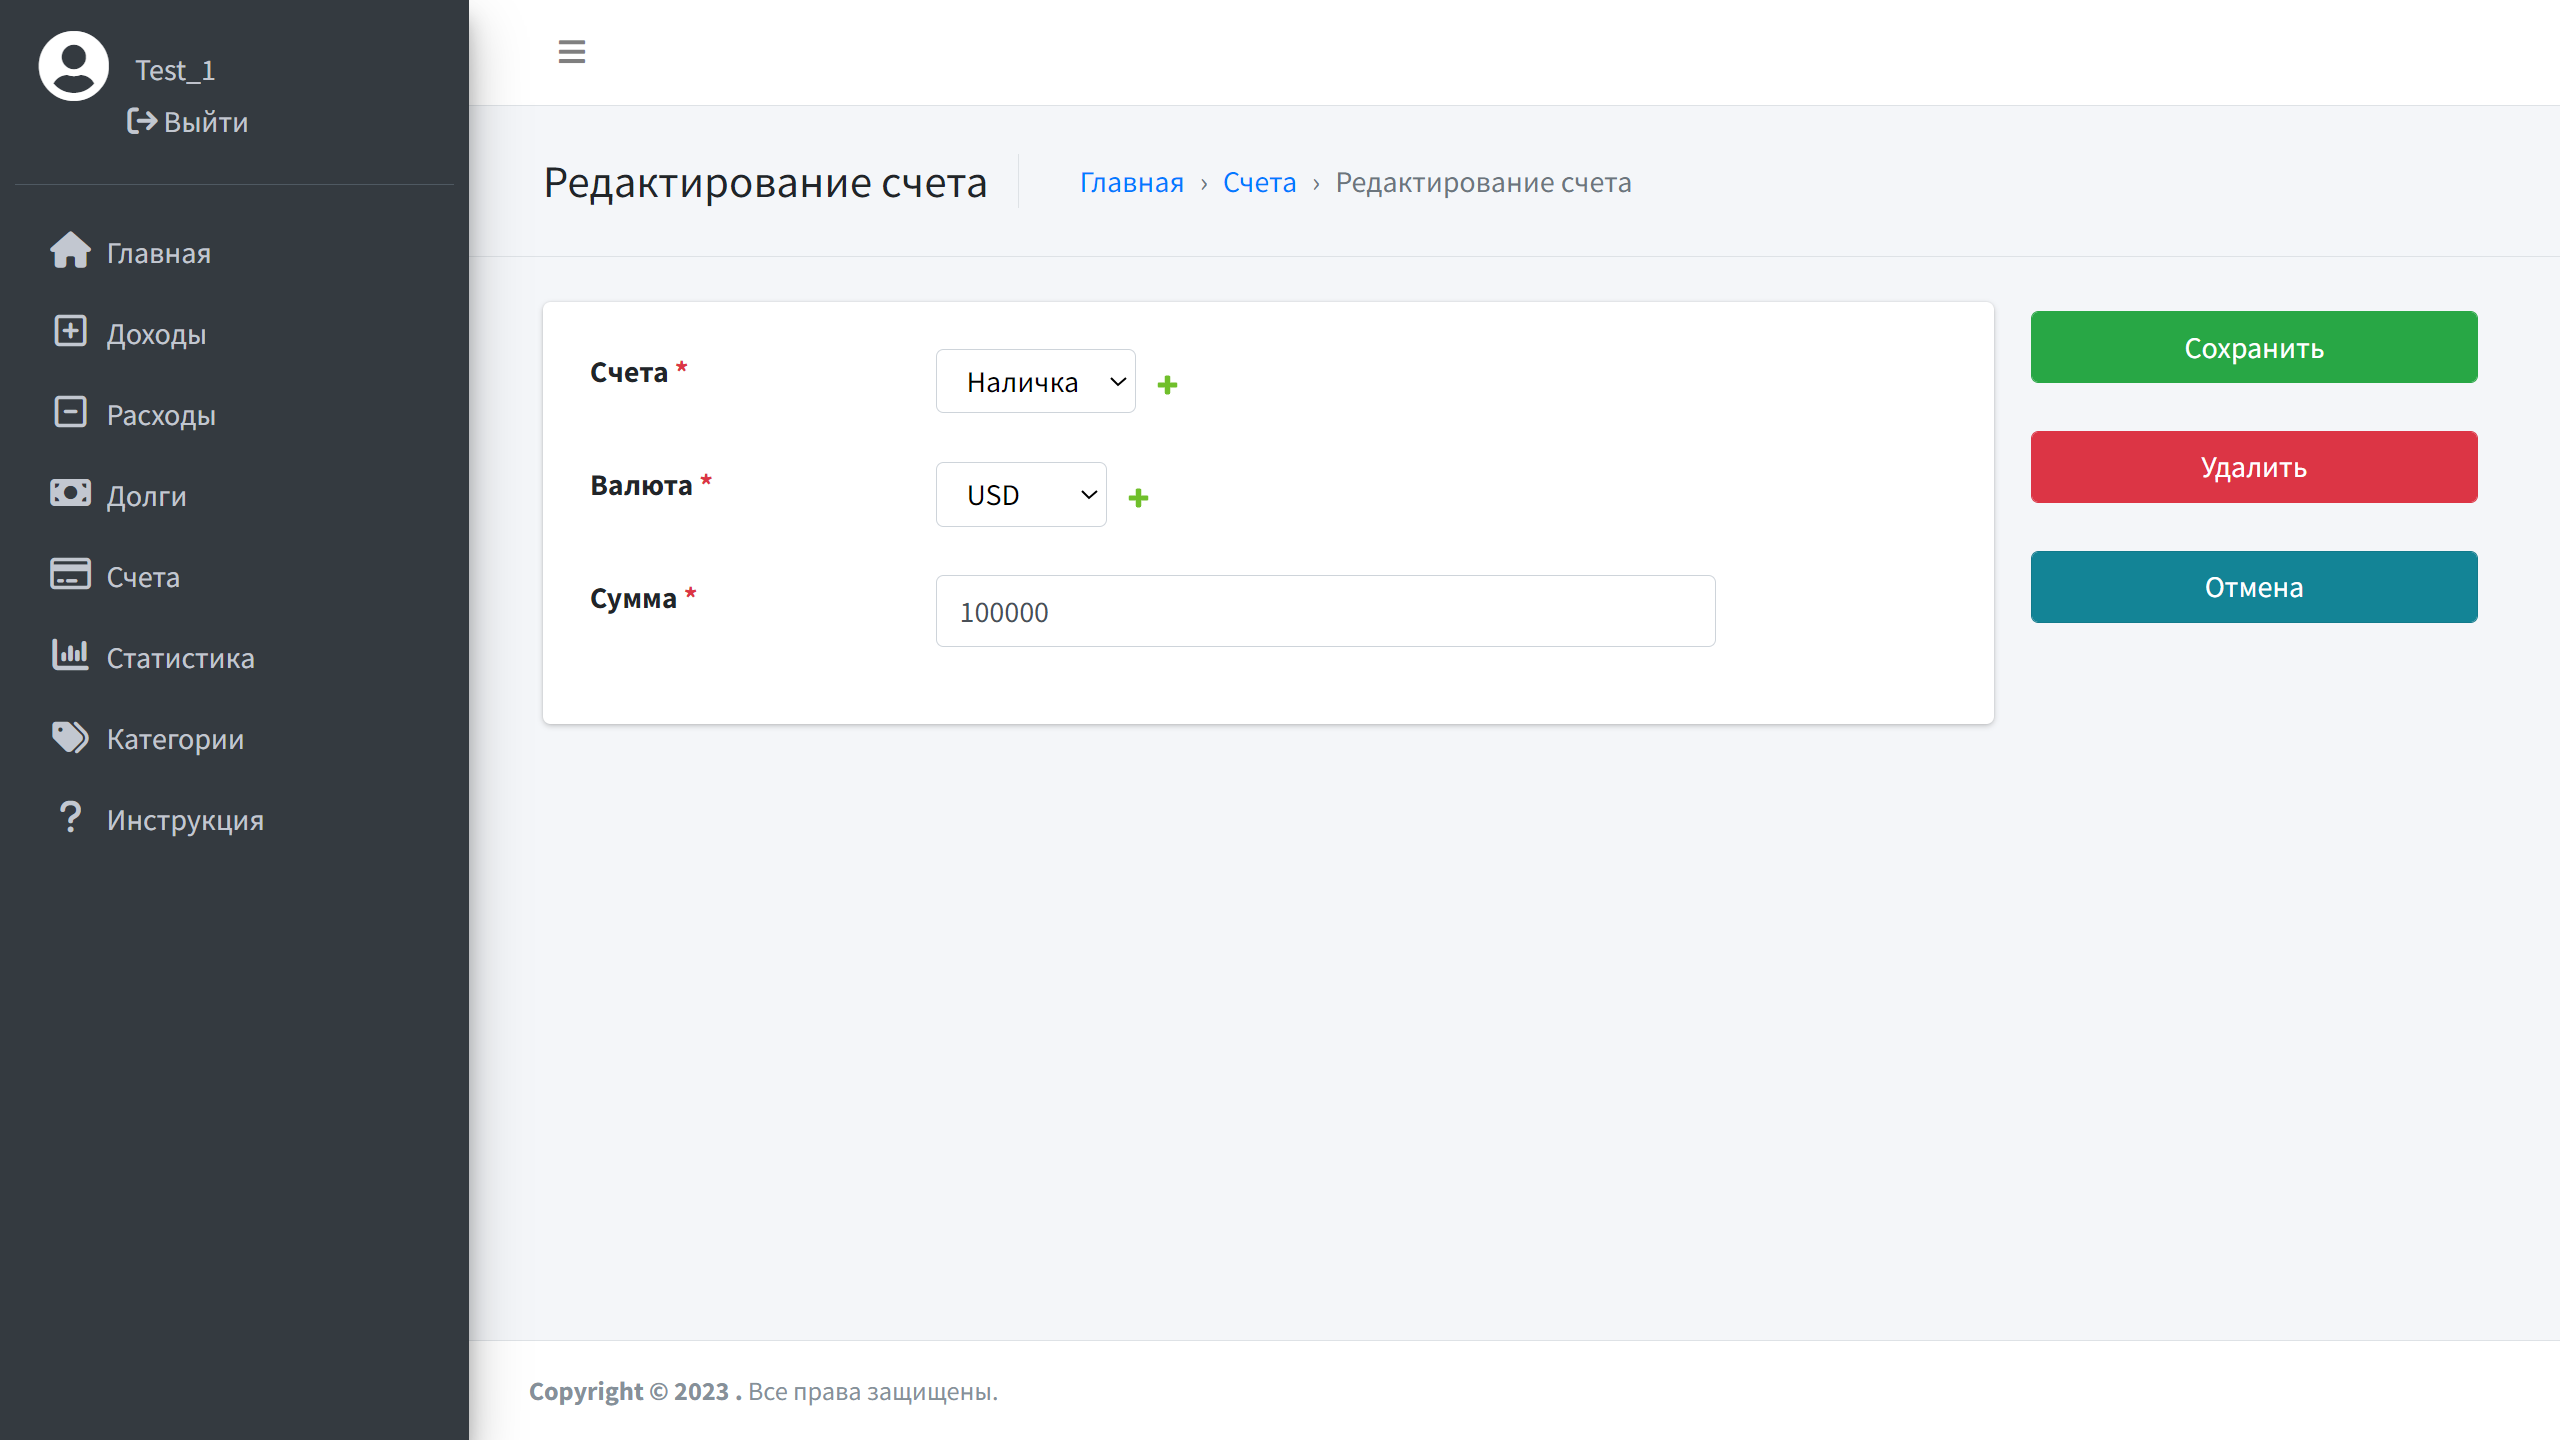 Test_1
Выйти
Главная
Доходы
Расходы
Долги
Счета
Статистика
Категории
Инструкция
Редактирование счета
Главная › Счета › Редактирование счета
Счета *
Наличка
Валюта *
USD
Сумма *
100000
Сохранить
Удалить
Отмена
Copyright © 2023 . Все права защищены.